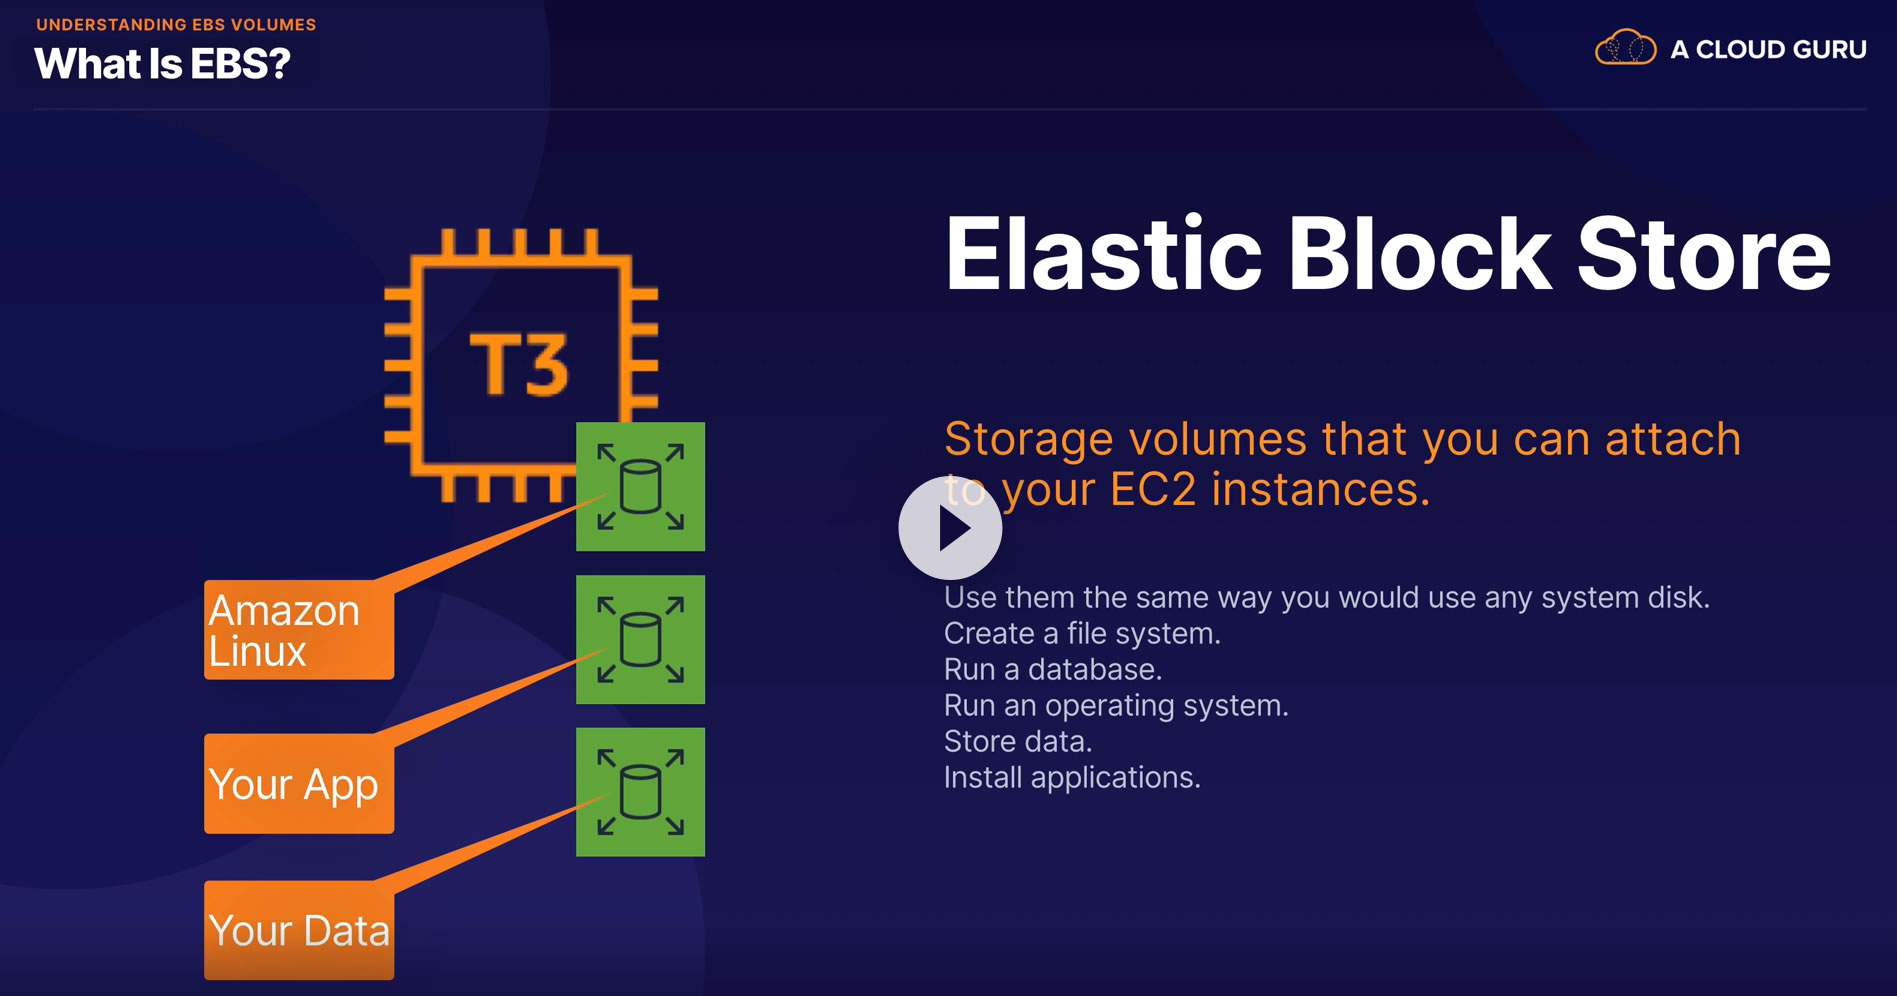 UNDERSTANDING EBS VOLUMES
What Is EBS?
A CLOUD GURU
T3
Amazon
Linux
Your App
Your Data
Elastic Block Store
Storage volumes that you can attach
to your EC2 instances.
Use them the same way you would use any system disk.
Create a file system.
Run a database.
Run an operating system.
Store data.
Install applications.